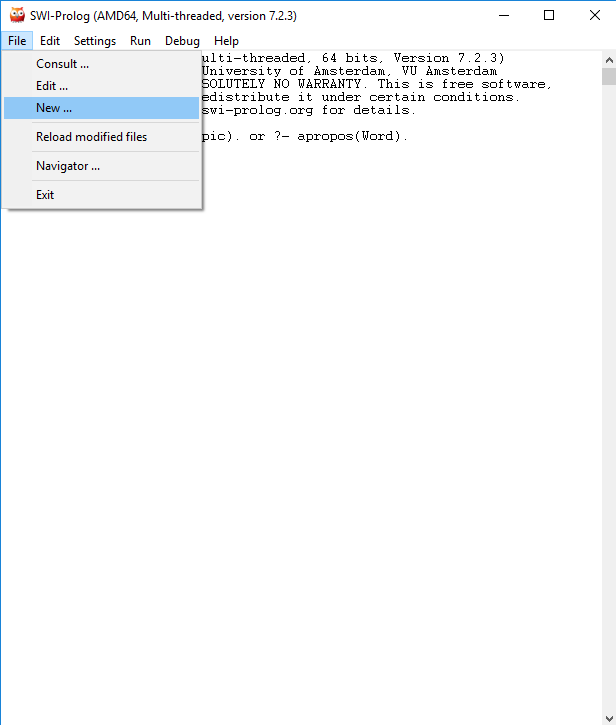 SWI-Prolog (AMD64, Multi-threaded, version 7.2.3)
File Edit Settings Run Debug Help
Consult ...
Edit ...
New ...
Reload modified files
Navigator ...
Exit
ulti-threaded, 64 bits, Version 7.2.3)
University of Amsterdam, VU Amsterdam
SOLUTELY NO WARRANTY. This is free software,
edistribute it under certain conditions.
swi-prolog.org for details.
pic). or ?- apropos(Word).